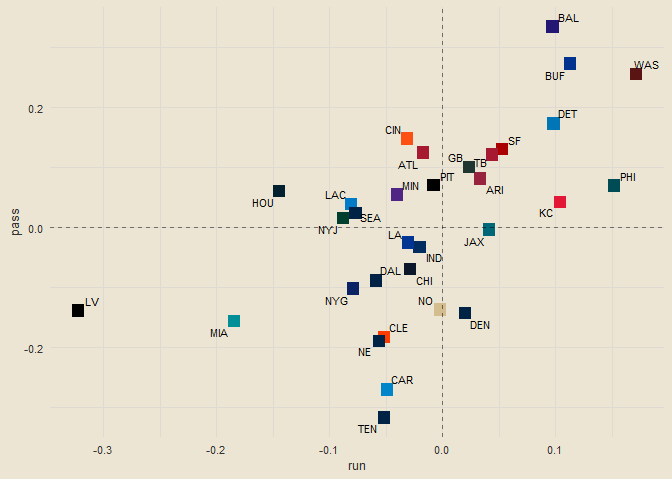 BAL
WAS
BUF
DET
0.2
CIN
SF
ATL
GB
TB
PIT
PHI
HOU
LAC
MIN
ARI
KC
pass
SEA
0.0
NYJ
LA
JAX
IND
DAL
CHI
LV
NYG
NO
MIA
CLE
DEN
-0.2
NE
CAR
TEN
-0.3
-0.2
-0.1
0.0
0.1
run